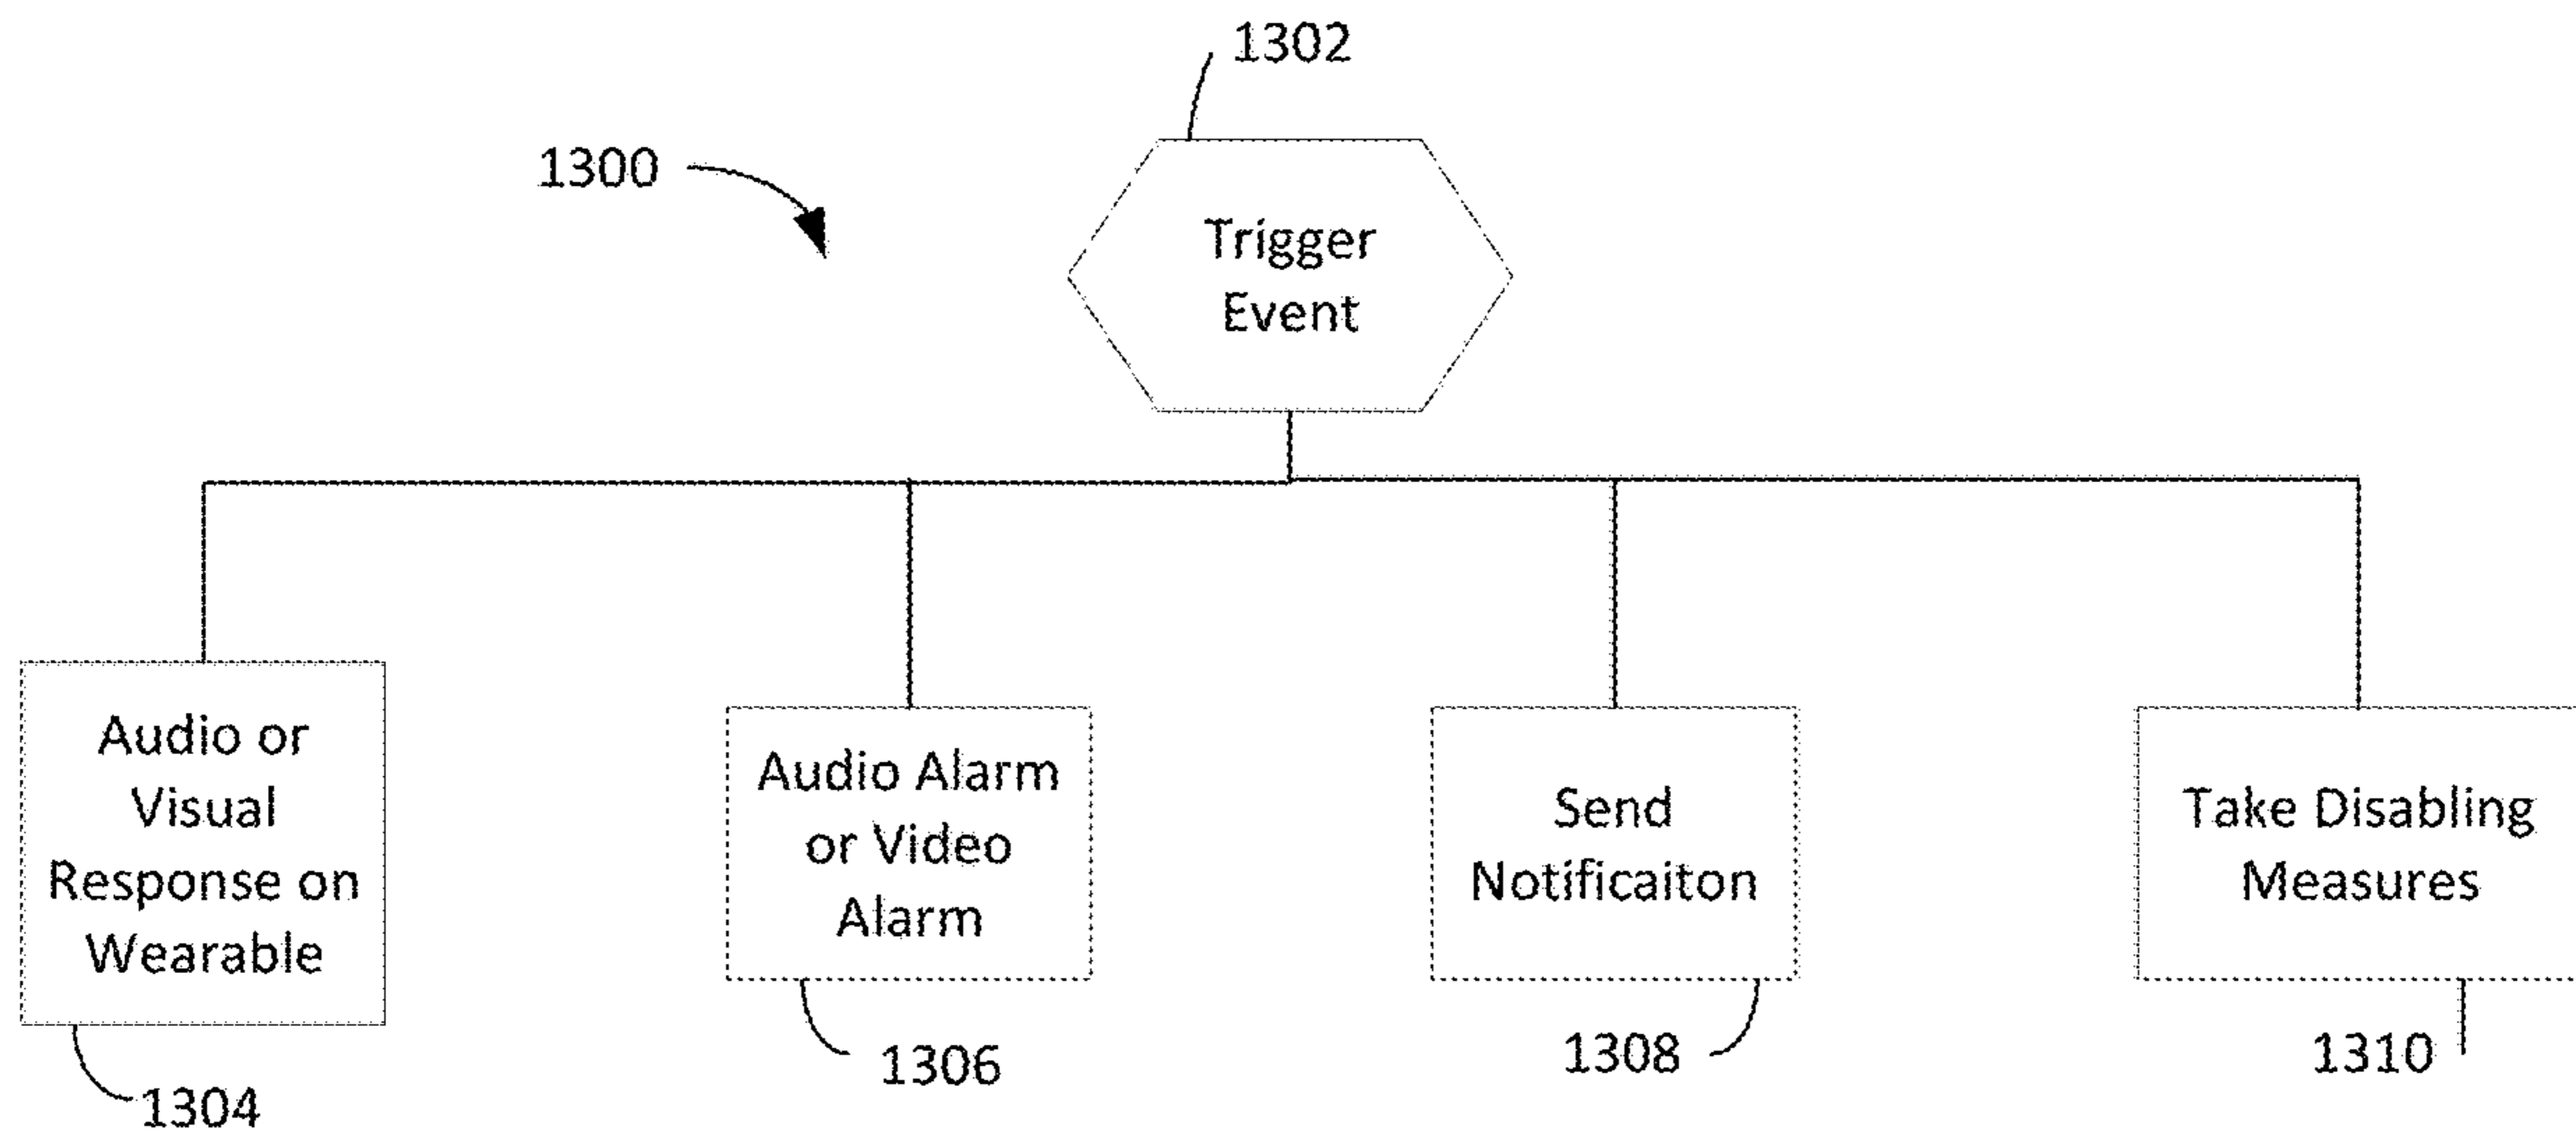 1302
1300
Trigger
Event
Audio or
Visual
Response on
Wearable
1304
Audio Alarm
or Video
Alarm
1306
Send
Notificaiton
1308
Take Disabling
Measures
1310